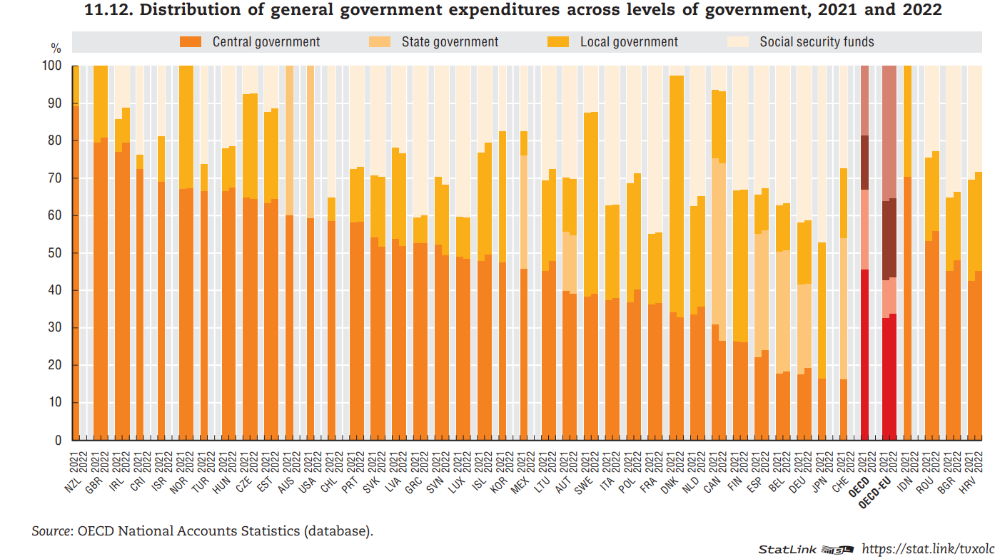 11.12. Distribution of general government expenditures across levels of government, 2021 and 2022
Central government State government Local government Social security funds
%
100
90
80
70
60
50
40
30
20
10
0
2021 2022 NZL
2021 2022 GBR
2021 2022 IRL
2021 2022 CRI
2021 2022 ISR
2021 2022 NOR
2021 2022 TUR
2021 2022 HUN
2021 2022 CZE
2021 2022 EST
2021 2022 AUS
2021 2022 USA
2021 2022 CHL
2021 2022 PRT
2021 2022 SVK
2021 2022 LVA
2021 2022 GRC
2021 2022 SVN
2021 2022 LUX
2021 2022 ISL
2021 2022 KOR
2021 2022 MEX
2021 2022 LTU
2021 2022 AUT
2021 2022 SWE
2021 2022 ITA
2021 2022 POL
2021 2022 FRA
2021 2022 DNK
2021 2022 NLD
2021 2022 CAN
2021 2022 FIN
2021 2022 ESP
2021 2022 BEL
2021 2022 DEU
2021 2022 JPN
2021 2022 CHE
2021 2022 OECD
2021 2022 OECD-EU
2021 2022 IDN
2021 2022 ROU
2021 2022 BGR
2021 2022 HRV
Source: OECD National Accounts Statistics (database).
StatLink https://stat.link/tvxolc